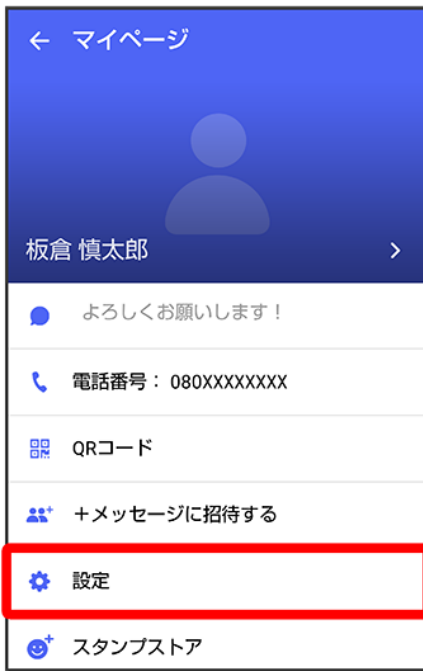 ← マイページ
板倉 慎太郎
よろしくお願いします！
電話番号： 080XXXXXXXX
QRコード
＋メッセージに招待する
設定
スタンプストア